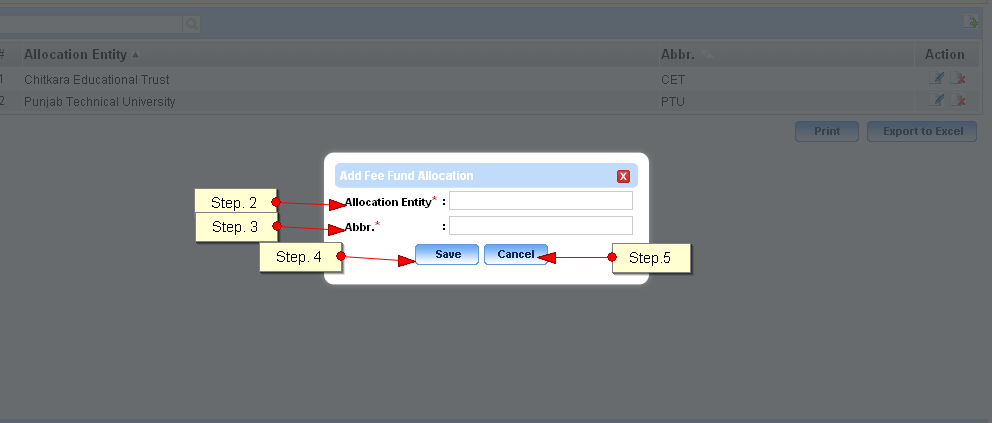 # Allocation Entity Abbr. Action
1 Chitkara Educational Trust CET
2 Punjab Technical University PTU
Print Export to Excel
Add Fee Fund Allocation X
Step. 2 Allocation Entity* :
Step. 3 Abbr.* :
Step. 4 Save Cancel Step.5